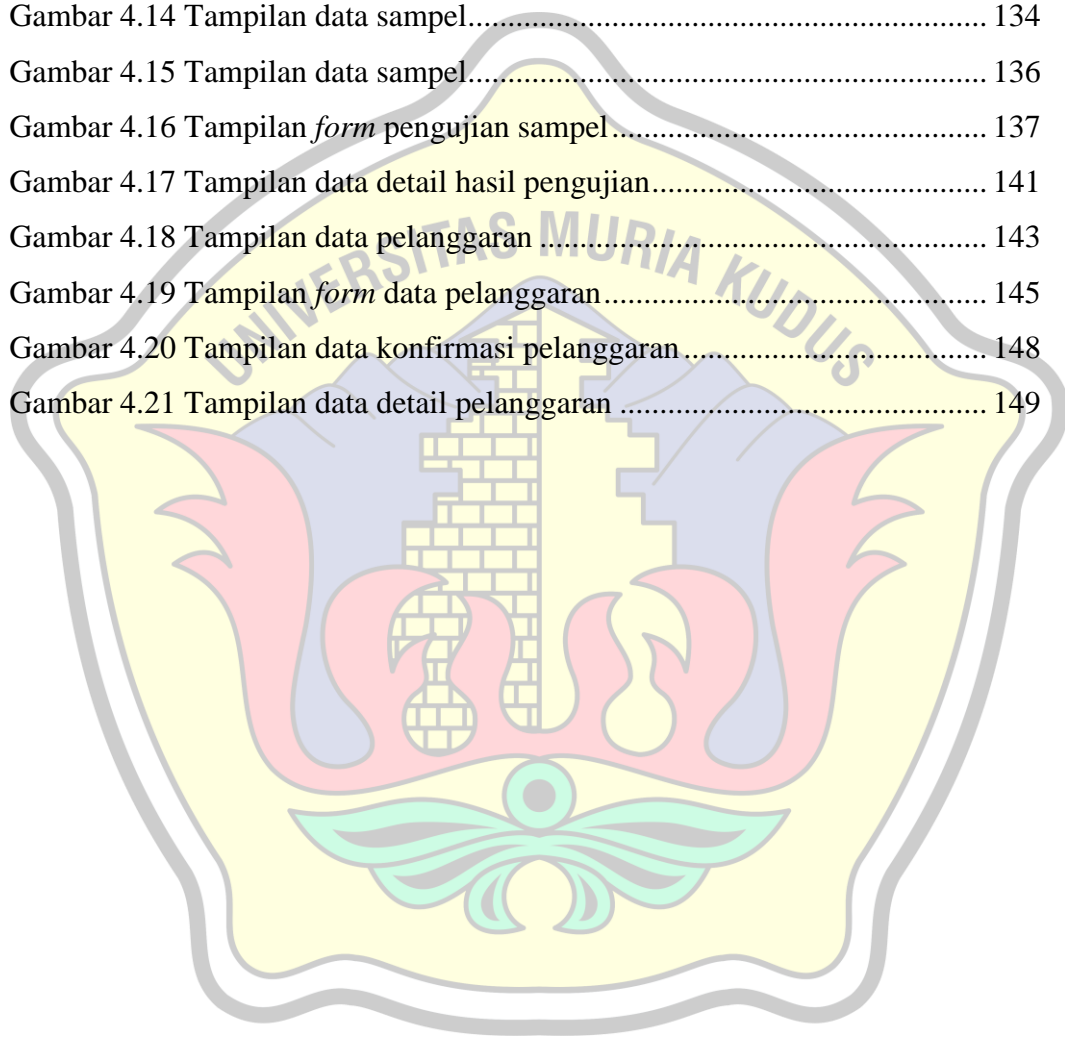 Gambar 4.14 Tampilan data sampel.................................................................. 134
Gambar 4.15 Tampilan data sampel.................................................................. 136
Gambar 4.16 Tampilan form pengujian sampel................................................ 137
Gambar 4.17 Tampilan data detail hasil pengujian........................................... 141
Gambar 4.18 Tampilan data pelanggaran ......................................................... 143
Gambar 4.19 Tampilan form data pelanggaran................................................. 145
Gambar 4.20 Tampilan data konfirmasi pelanggaran....................................... 148
Gambar 4.21 Tampilan data detail pelanggaran ............................................... 149
UNIVERSITAS MURIA KUDUS